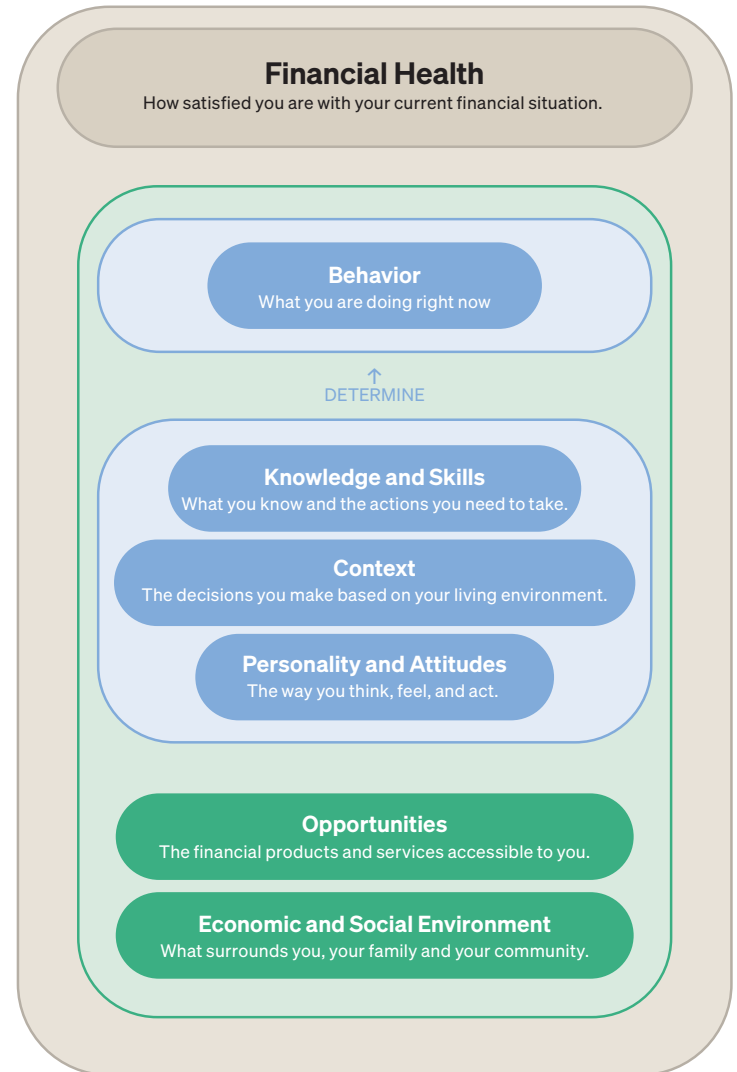 Financial Health
How satisfied you are with your current financial situation.
Behavior
What you are doing right now
↑
DETERMINE
Knowledge and Skills
What you know and the actions you need to take.
Context
The decisions you make based on your living environment.
Personality and Attitudes
The way you think, feel, and act.
Opportunities
The financial products and services accessible to you.
Economic and Social Environment
What surrounds you, your family and your community.